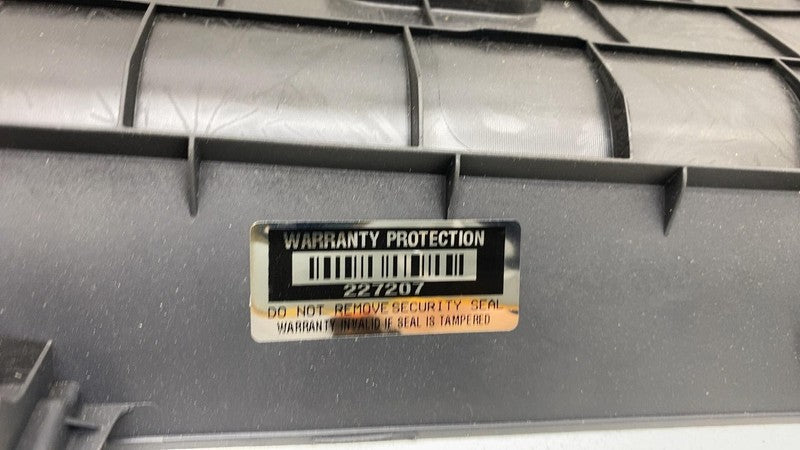 WARRANTY PROTECTION
227207
DO NOT REMOVE SECURITY SEAL
WARRANTY INVALID IF SEAL IS TAMPERED